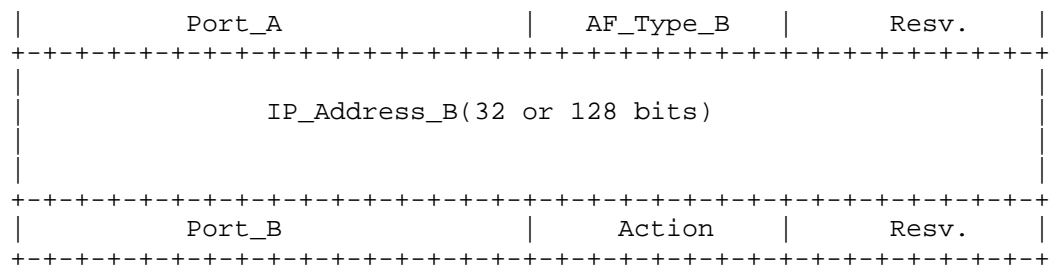 |           Port_A               |   AF_Type_B   |      Resv.    |
+-+-+-+-+-+-+-+-+-+-+-+-+-+-+-+-+-+-+-+-+-+-+-+-+-+-+-+-+-+-+-+-+-+
|                                                                |
|                IP_Address_B(32 or 128 bits)                     |
|                                                                |
|                                                                |
+-+-+-+-+-+-+-+-+-+-+-+-+-+-+-+-+-+-+-+-+-+-+-+-+-+-+-+-+-+-+-+-+-+
|           Port_B               |     Action    |      Resv.    |
+-+-+-+-+-+-+-+-+-+-+-+-+-+-+-+-+-+-+-+-+-+-+-+-+-+-+-+-+-+-+-+-+-+